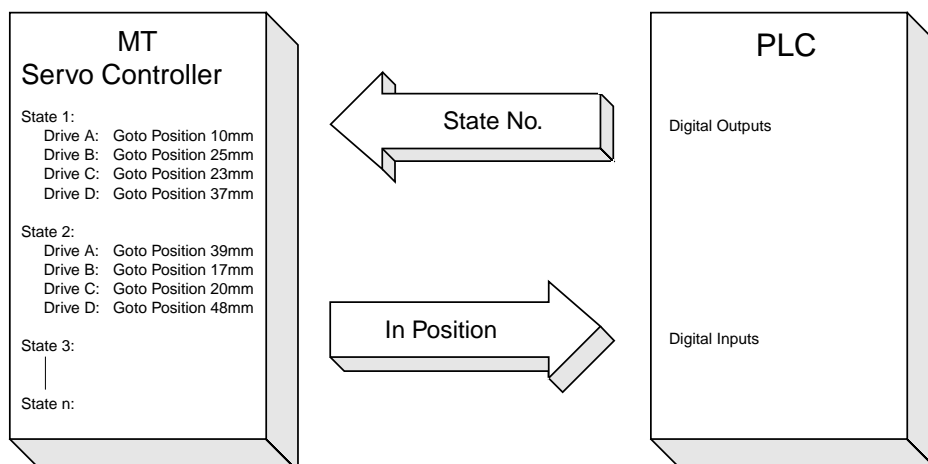 MT
Servo Controller
State 1:
Drive A: Goto Position 10mm
Drive B: Goto Position 25mm
Drive C: Goto Position 23mm
Drive D: Goto Position 37mm
State 2:
Drive A: Goto Position 39mm
Drive B: Goto Position 17mm
Drive C: Goto Position 20mm
Drive D: Goto Position 48mm
State 3:
State n:
State No.
In Position
PLC
Digital Outputs
Digital Inputs